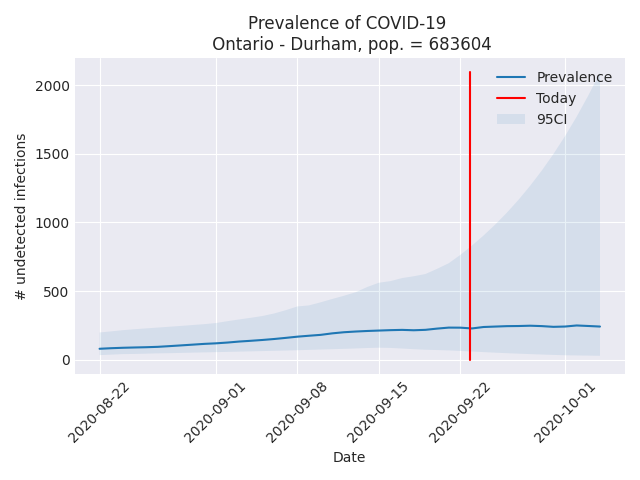 Prevalence of COVID-19
Ontario - Durham, pop. = 683604
Prevalence
Today
95CI
2000
1500
1000
500
0
# undetected infections
2020-08-22
2020-09-01
2020-09-08
2020-09-15
2020-09-22
2020-10-01
Date